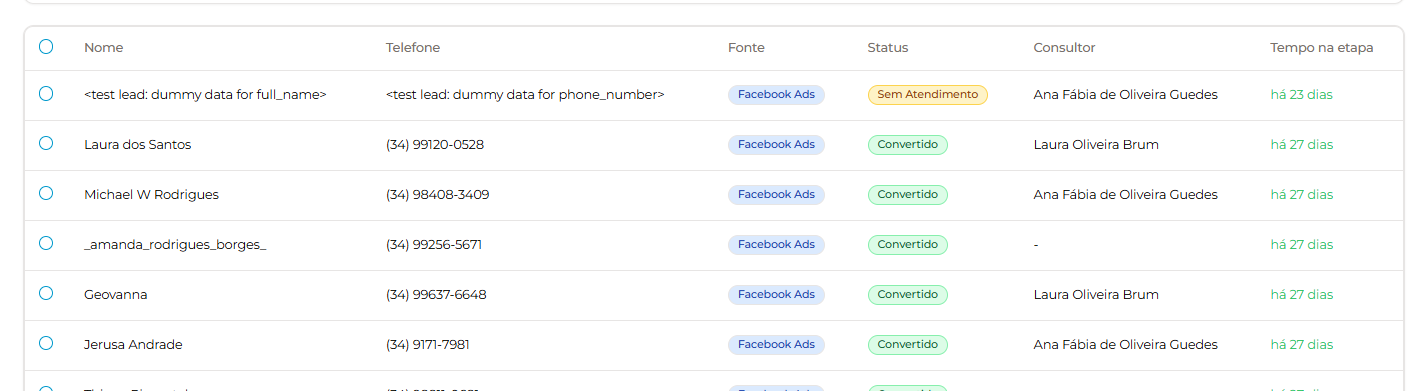 Nome Telefone Fonte Status Consultor Tempo na etapa
<test lead: dummy data for full_name> <test lead: dummy data for phone_number> Facebook Ads Sem Atendimento Ana Fábia de Oliveira Guedes há 23 dias
Laura dos Santos (34) 99120-0528 Facebook Ads Convertido Laura Oliveira Brum há 27 dias
Michael W Rodrigues (34) 98408-3409 Facebook Ads Convertido Ana Fábia de Oliveira Guedes há 27 dias
_amanda_rodrigues_borges_ (34) 99256-5671 Facebook Ads Convertido - há 27 dias
Geovanna (34) 99637-6648 Facebook Ads Convertido Laura Oliveira Brum há 27 dias
Jerusa Andrade (34) 9171-7981 Facebook Ads Convertido Ana Fábia de Oliveira Guedes há 27 dias